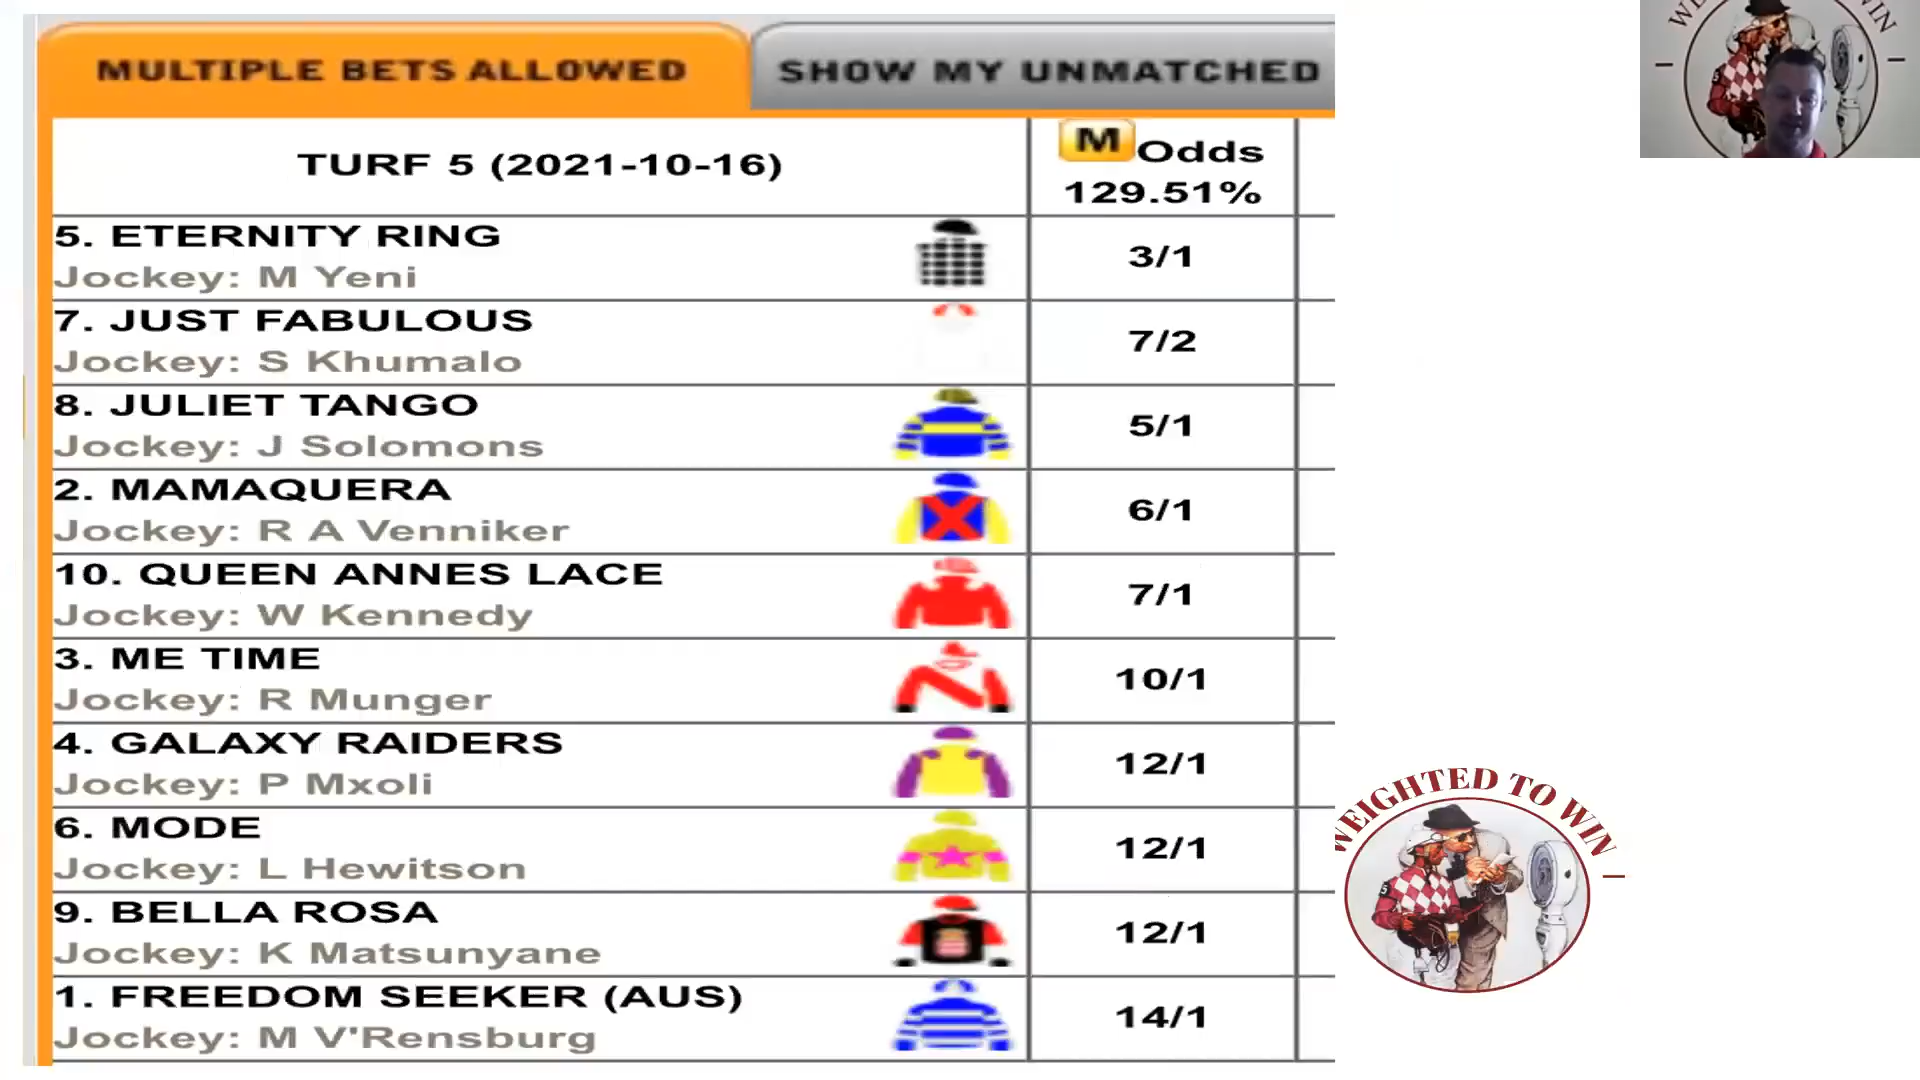 MULTIPLE BETS ALLOWED
SHOW MY UNMATCHED
TURF 5 (2021-10-16)
M Odds
129.51%
5. ETERNITY RING
Jockey: M Yeni
3/1
7. JUST FABULOUS
Jockey: S Khumalo
7/2
8. JULIET TANGO
Jockey: J Solomons
5/1
2. MAMAQUERA
Jockey: R A Venniker
6/1
10. QUEEN ANNES LACE
Jockey: W Kennedy
7/1
3. ME TIME
Jockey: R Munger
10/1
4. GALAXY RAIDERS
Jockey: P Mxoli
12/1
6. MODE
Jockey: L Hewitson
12/1
9. BELLA ROSA
Jockey: K Matsunyane
12/1
1. FREEDOM SEEKER (AUS)
Jockey: M V'Rensburg
14/1
WEIGHTED TO WIN